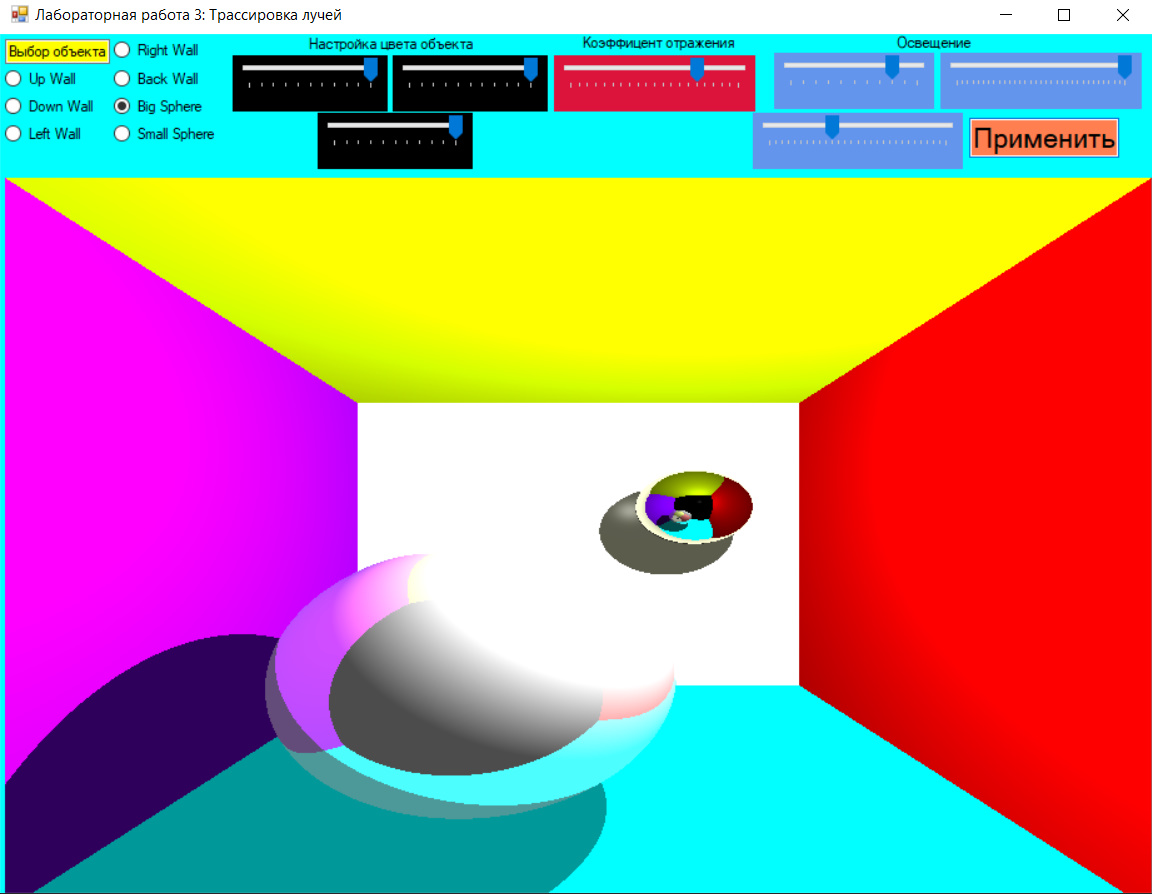 Лабораторная работа 3: Трассировка лучей
Выбор объекта
Right Wall
Up Wall
Back Wall
Down Wall
Big Sphere
Left Wall
Small Sphere
Настройка цвета объекта
Коэффицент отражения
Освещение
Применить